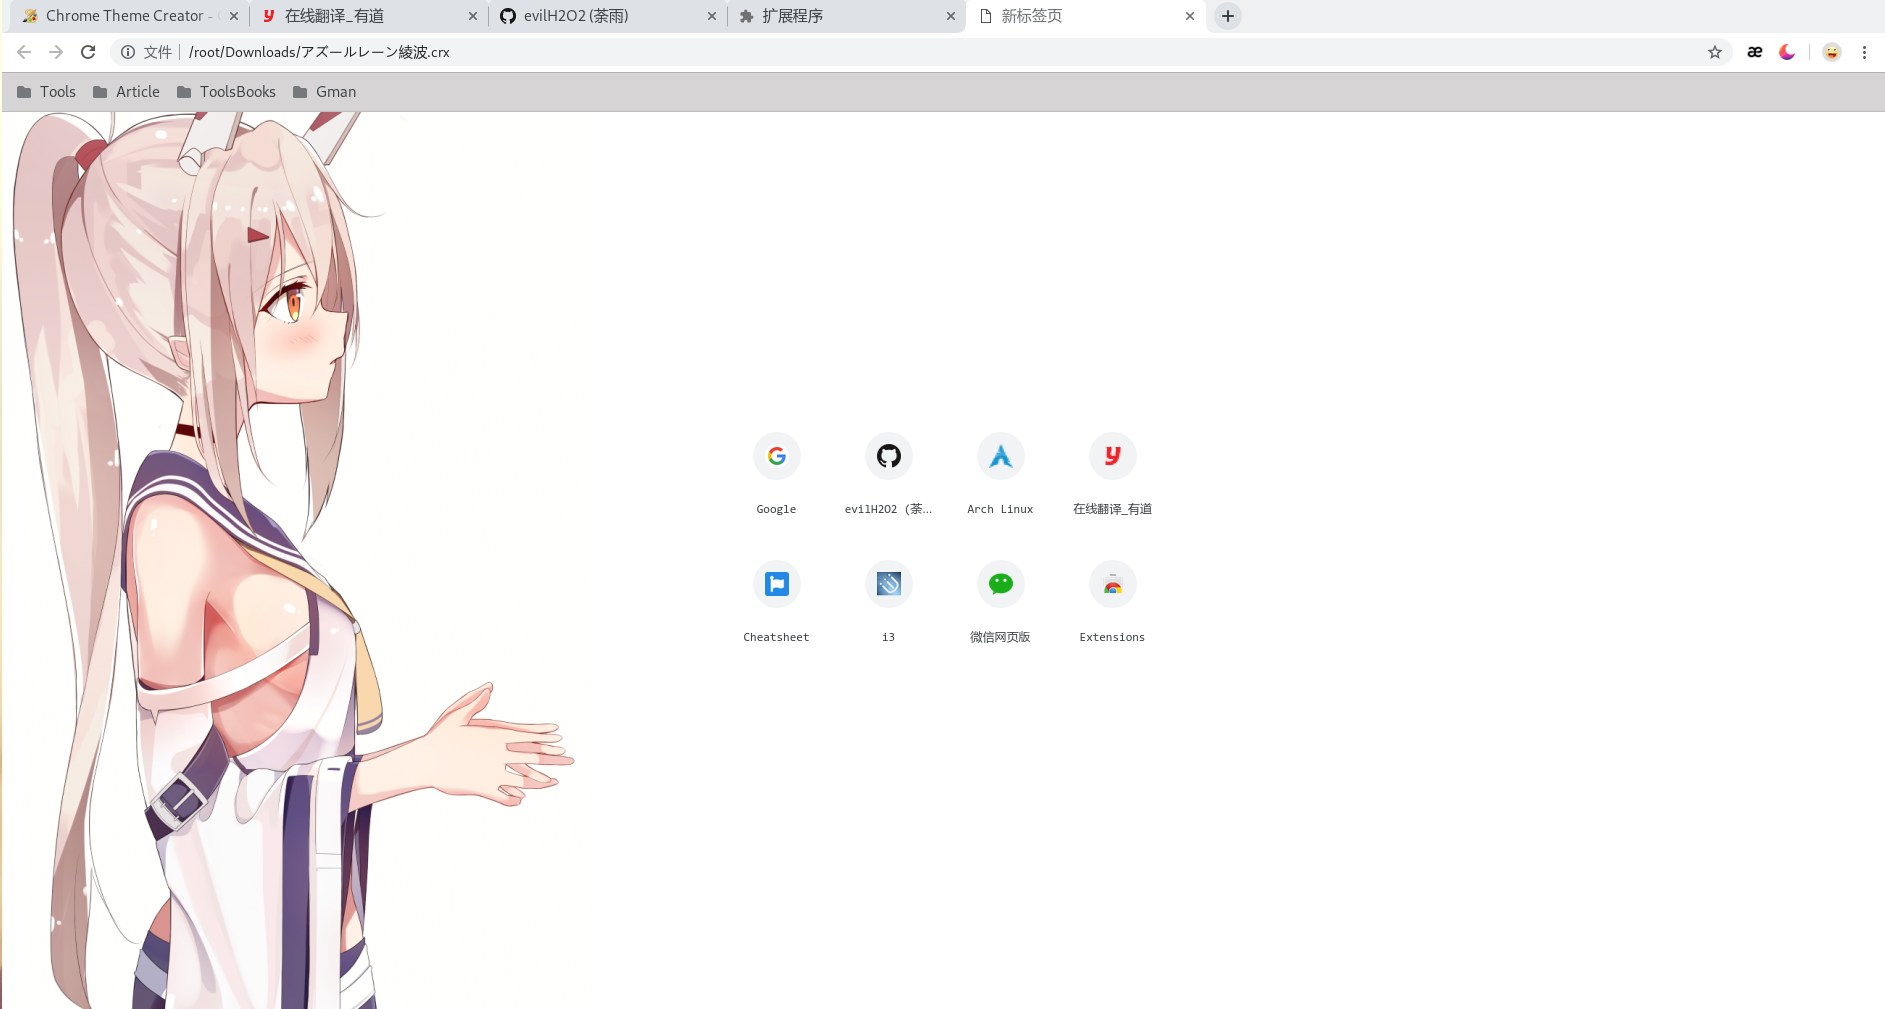 Chrome Theme Creator -
在线翻译_有道
evilH2O2 (荼雨)
扩展程序
新标签页
文件 | /root/Downloads/アズールレーン綾波.crx
æ
Tools
Article
ToolsBooks
Gman
Google
evilH2O2 (荼...
Arch Linux
在线翻译_有道
Cheatsheet
i3
微信网页版
Extensions